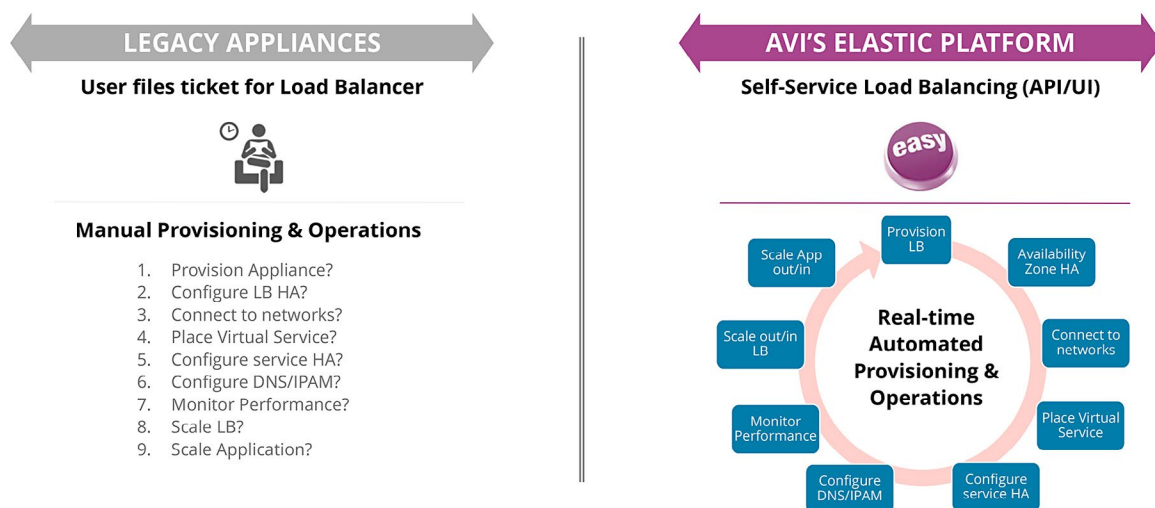 LEGACY APPLIANCES
User files ticket for Load Balancer
Manual Provisioning & Operations
1. Provision Appliance?
2. Configure LB HA?
3. Connect to networks?
4. Place Virtual Service?
5. Configure service HA?
6. Configure DNS/IPAM?
7. Monitor Performance?
8. Scale LB?
9. Scale Application?
AVI'S ELASTIC PLATFORM
Self-Service Load Balancing (API/UI)
easy
Provision
LB
Availability
Zone HA
Connect to
networks
Place Virtual
Service
Configure
service HA
Configure
DNS/IPAM
Monitor
Performance
Scale out/in
LB
Scale App
out/in
Real-time
Automated
Provisioning &
Operations